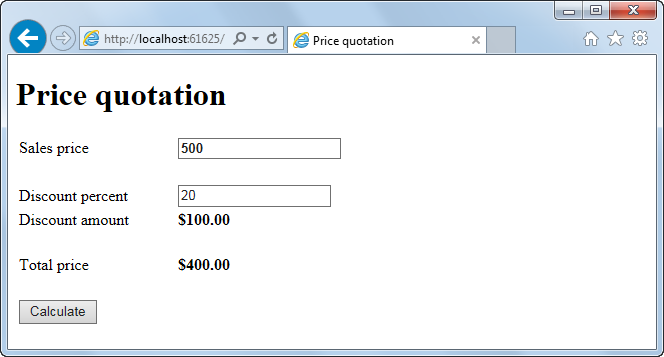 http://localhost:61625/
Price quotation
Price quotation
Sales price 500
Discount percent 20
Discount amount $100.00
Total price $400.00
Calculate